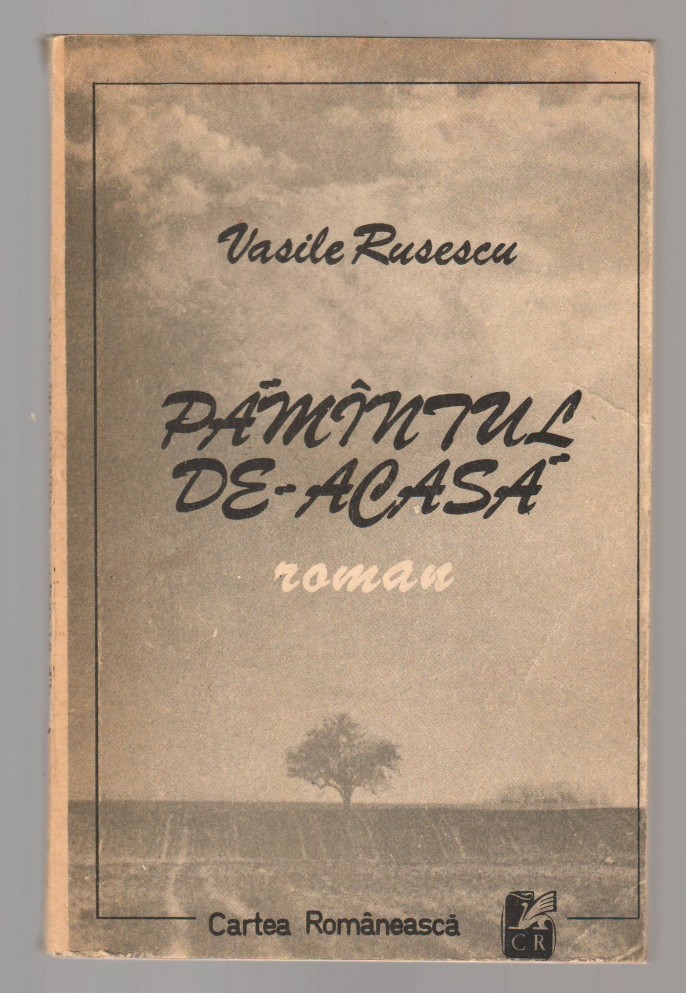 Vasile Rusescu
PĂMÎNTUL
DE-ACASĂ
roman
Cartea Românească
CR